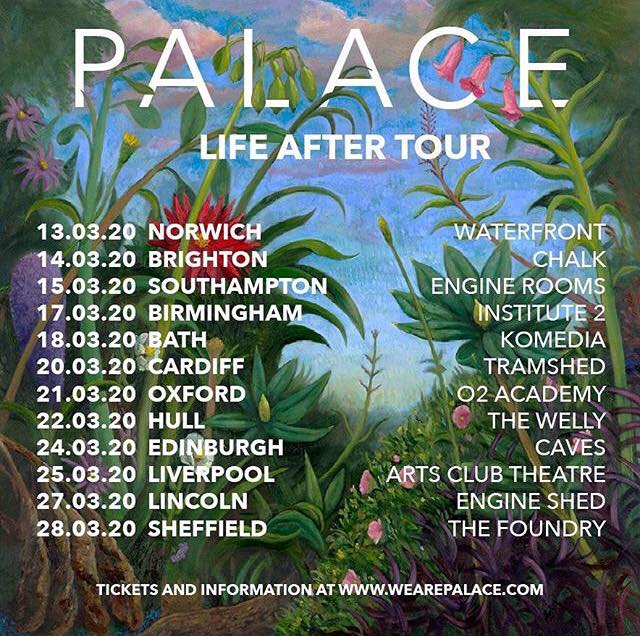 PALACE
LIFE AFTER TOUR
13.03.20 NORWICH WATERFRONT
14.03.20 BRIGHTON CHALK
15.03.20 SOUTHAMPTON ENGINE ROOMS
17.03.20 BIRMINGHAM INSTITUTE 2
18.03.20 BATH KOMEDIA
20.03.20 CARDIFF TRAMSHED
21.03.20 OXFORD O2 ACADEMY
22.03.20 HULL THE WELLY
24.03.20 EDINBURGH CAVES
25.03.20 LIVERPOOL ARTS CLUB THEATRE
27.03.20 LINCOLN ENGINE SHED
28.03.20 SHEFFIELD THE FOUNDRY
TICKETS AND INFORMATION AT WWW.WEAREPALACE.COM